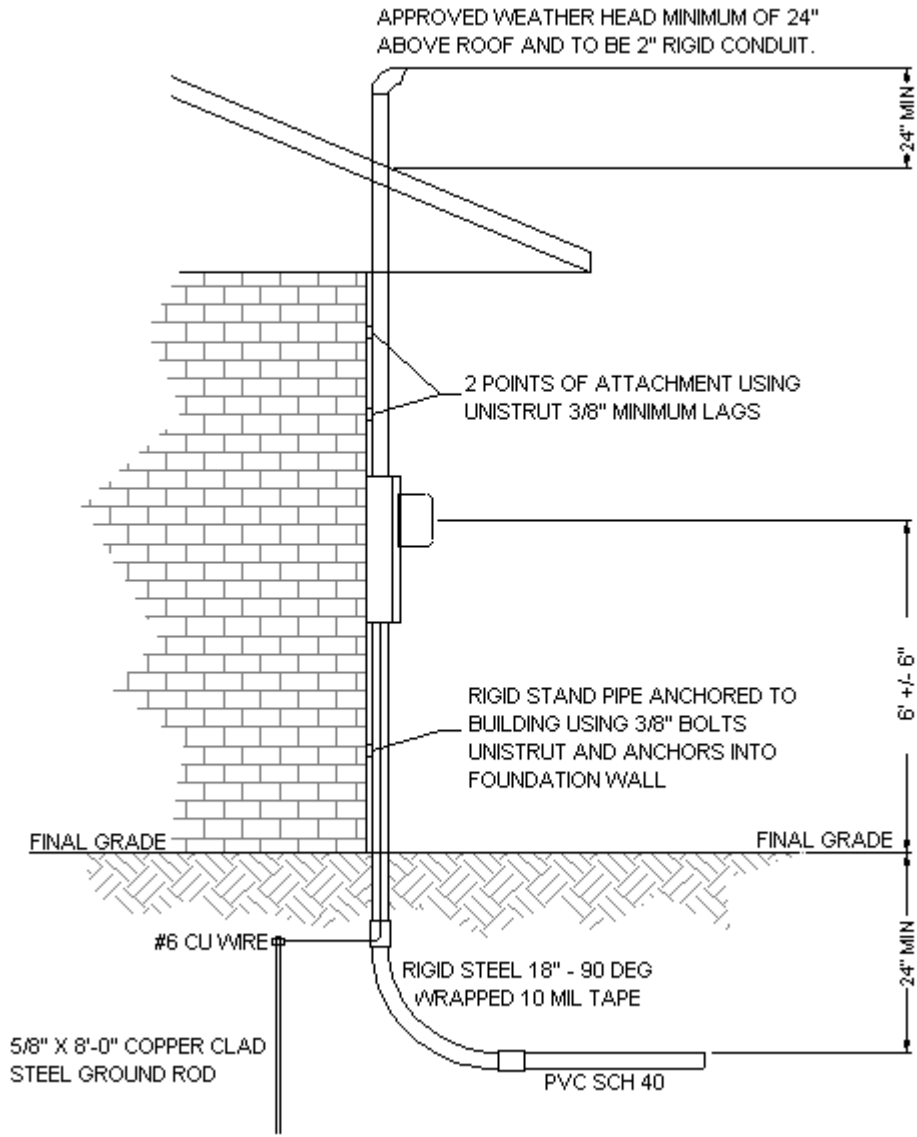 APPROVED WEATHER HEAD MINIMUM OF 24"
ABOVE ROOF AND TO BE 2" RIGID CONDUIT.
24" MIN
2 POINTS OF ATTACHMENT USING
UNISTRUT 3/8" MINIMUM LAGS
6' +/- 6"
RIGID STAND PIPE ANCHORED TO
BUILDING USING 3/8" BOLTS
UNISTRUT AND ANCHORS INTO
FOUNDATION WALL
FINAL GRADE
FINAL GRADE
#6 CU WIRE
24" MIN
RIGID STEEL 18" - 90 DEG
WRAPPED 10 MIL TAPE
5/8" X 8'-0" COPPER CLAD
STEEL GROUND ROD
PVC SCH 40